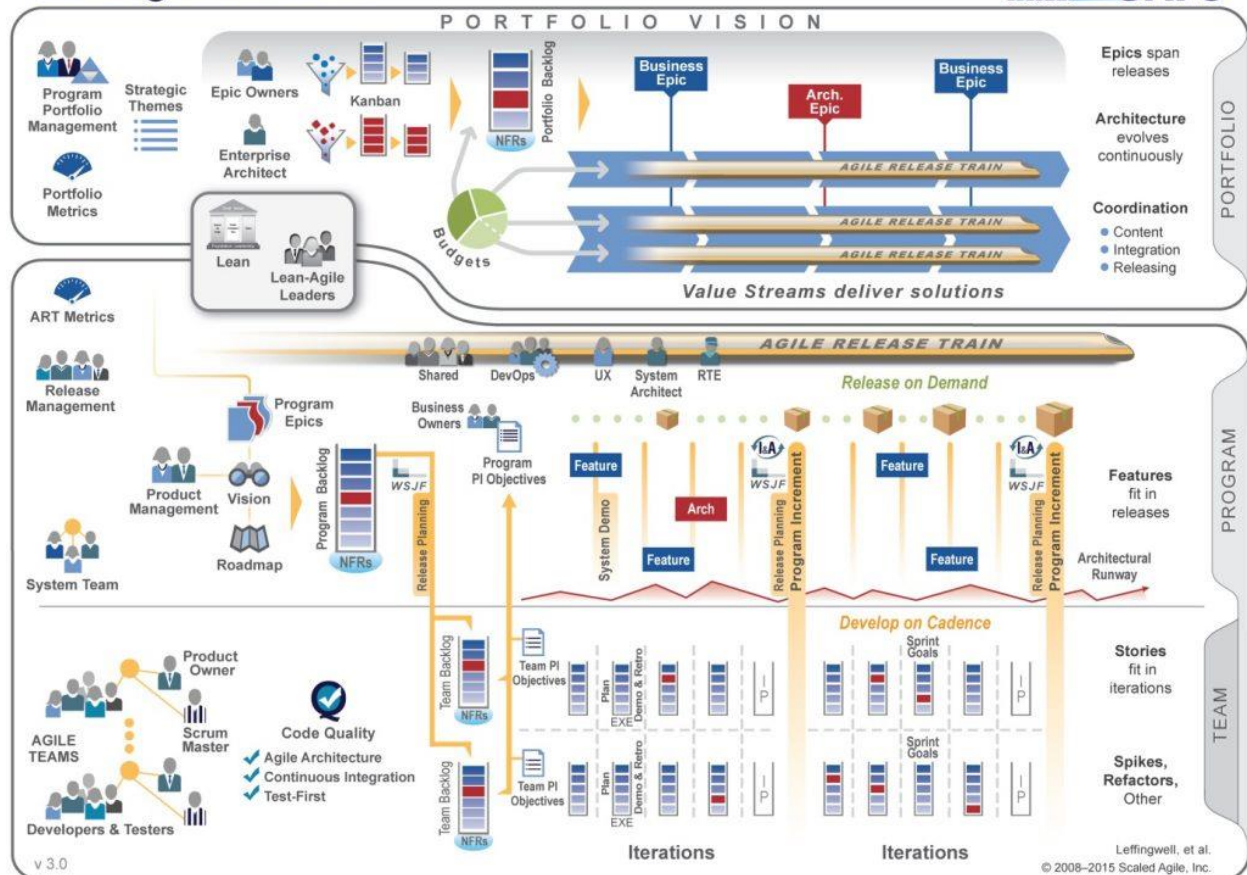 PORTFOLIO VISION
Program
Portfolio
Management
Strategic
Themes
Portfolio
Metrics
Epic Owners
Kanban
Enterprise
Architect
NFRs
Portfolio Backlog
Budgets
Business
Epic
Arch.
Epic
Business
Epic
AGILE RELEASE TRAIN
AGILE RELEASE TRAIN
AGILE RELEASE TRAIN
Value Streams deliver solutions
Epics span
releases
Architecture
evolves
continuously
Coordination
Content
Integration
Releasing
PORTFOLIO
Lean
Lean-Agile
Leaders
ART Metrics
Release
Management
Program
Epics
Product
Management
Vision
Roadmap
System Team
Program Backlog
NFRs
WSJF
Release Planning
AGILE RELEASE TRAIN
Shared
DevOps
UX
System
Architect
RTE
Business
Owners
Program
PI Objectives
Release on Demand
Feature
System Demo
Feature
Arch
I&A
WSJF
Release Planning
Program Increment
Feature
Feature
I&A
WSJF
Release Planning
Program Increment
Architectural
Runway
Features
fit in
releases
PROGRAM
Develop on Cadence
AGILE
TEAMS
Product
Owner
Scrum
Master
Developers & Testers
Code Quality
Agile Architecture
Continuous Integration
Test-First
Team Backlog
NFRs
Team PI
Objectives
Plan
EXE
Demo & Retro
I P
Sprint
Goals
I P
Team Backlog
NFRs
Team PI
Objectives
Plan
EXE
Demo & Retro
I P
Sprint
Goals
I P
Iterations
Iterations
Stories
fit in
iterations
Spikes,
Refactors,
Other
TEAM
v 3.0
Leffingwell, et al.
© 2008–2015 Scaled Agile, Inc.